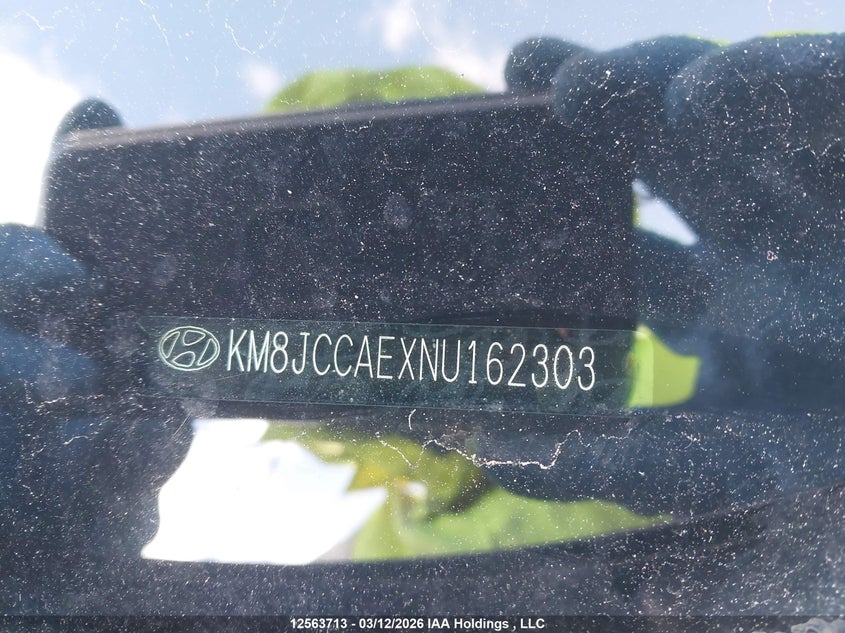 KM8JCCAEXNU162303
12563713 - 03/12/2026 IAA Holdings , LLC